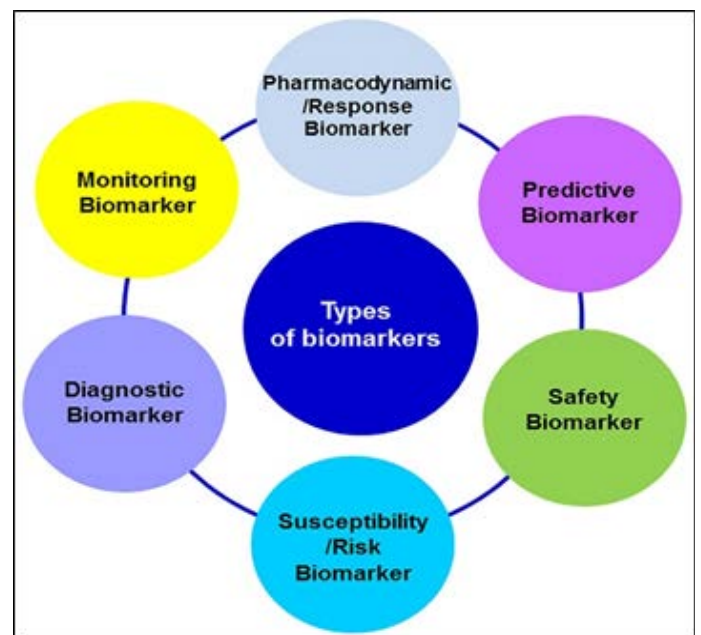 Pharmacodynamic
/Response
Biomarker
Monitoring
Biomarker
Predictive
Biomarker
Types
of biomarkers
Diagnostic
Biomarker
Safety
Biomarker
Susceptibility
/Risk
Biomarker